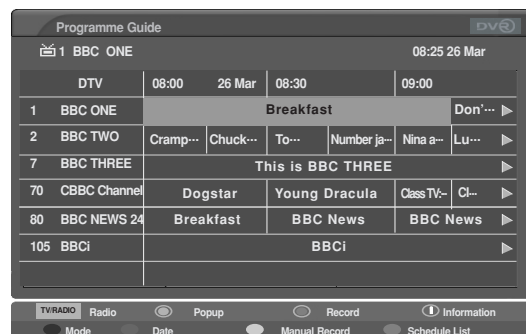 Programme Guide DVR
1 BBC ONE 08:25 26 Mar
DTV 08:00 26 Mar 08:30 09:00
1 BBC ONE Breakfast Don'···
2 BBC TWO Cramp··· Chuck··· To··· Number ja··· Nina a··· Lu···
7 BBC THREE This is BBC THREE
70 CBBC Channel Dogstar Young Dracula Class TV:– Cl···
80 BBC NEWS 24 Breakfast BBC News BBC News
105 BBCi BBCi
TV/RADIO Radio Popup Record Information
Mode Date Manual Record Schedule List